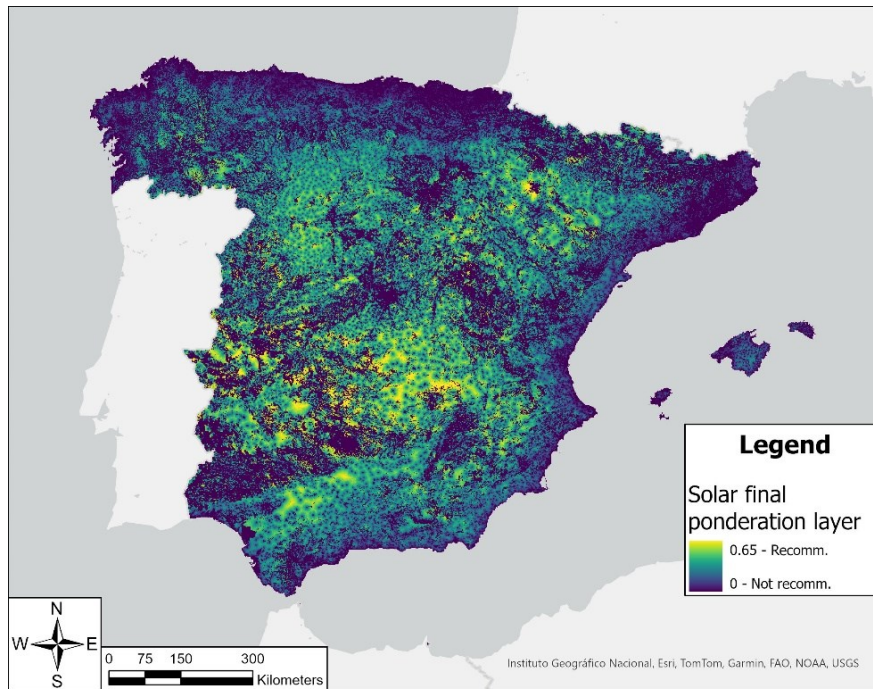 Legend
Solar final
ponderation layer
0.65 - Recomm.
0 - Not recomm.
N
W E
S
0 75 150 300
Kilometers
Instituto Geográfico Nacional, Esri, TomTom, Garmin, FAO, NOAA, USGS